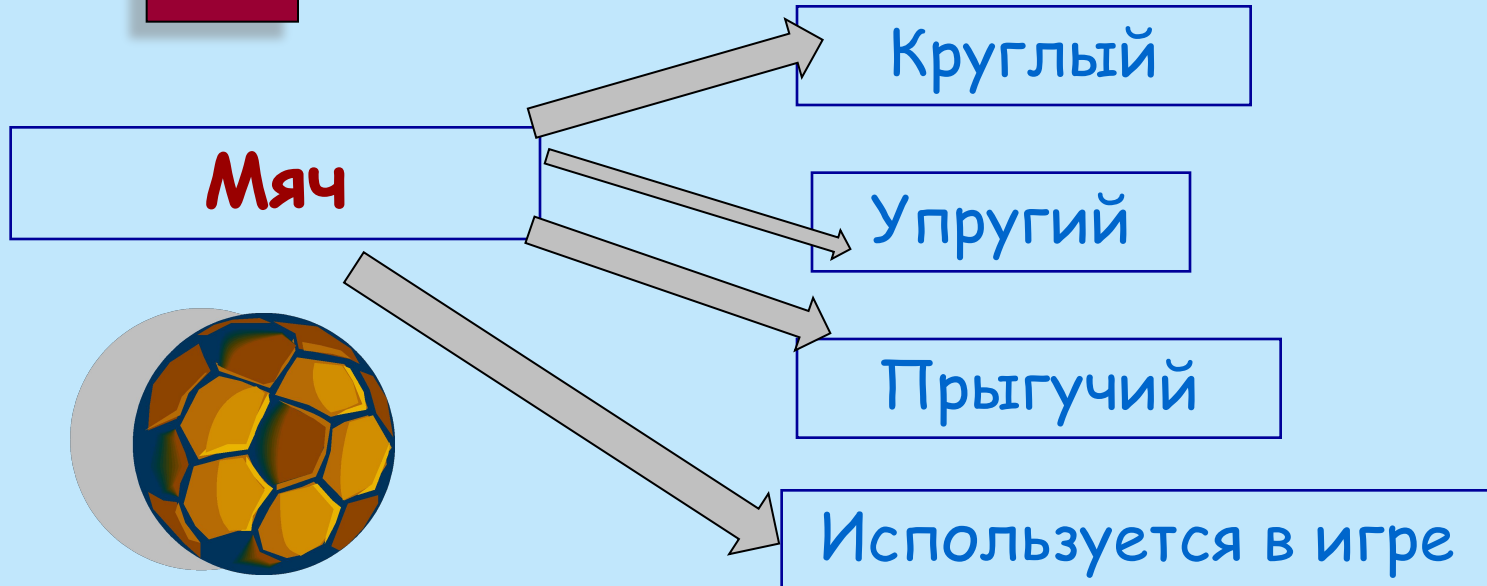 Круглый
Мяч
Упругий
Прыгучий
Используется в игре